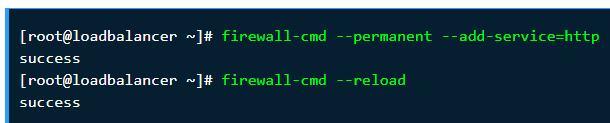 [root@loadbalancer ~]# firewall-cmd --permanent --add-service=http
success
[root@loadbalancer ~]# firewall-cmd --reload
success